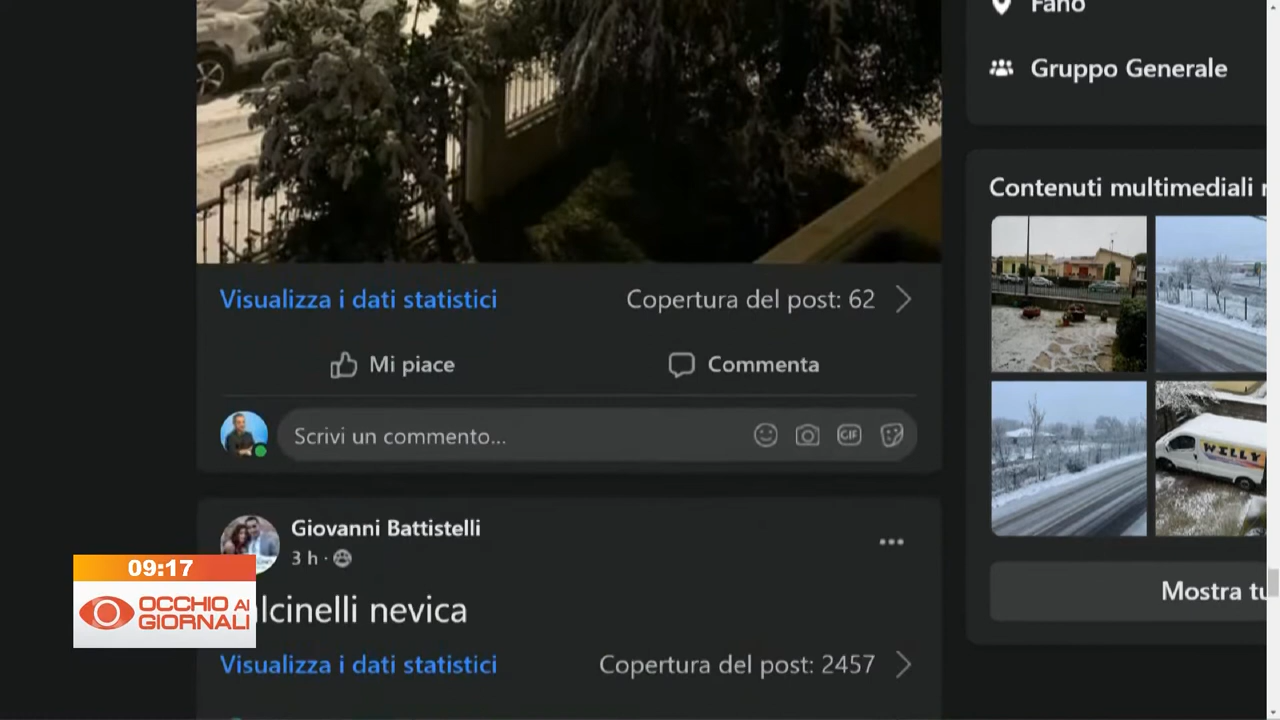 Fano
Gruppo Generale
Contenuti multimediali
WILLY
Visualizza i dati statistici
Copertura del post: 62
Mi piace
Commenta
Scrivi un commento...
GIF
Giovanni Battistelli
3 h ·
lcinelli nevica
Visualizza i dati statistici
Copertura del post: 2457
Mostra tu
09:17
OCCHIO AI
GIORNALI